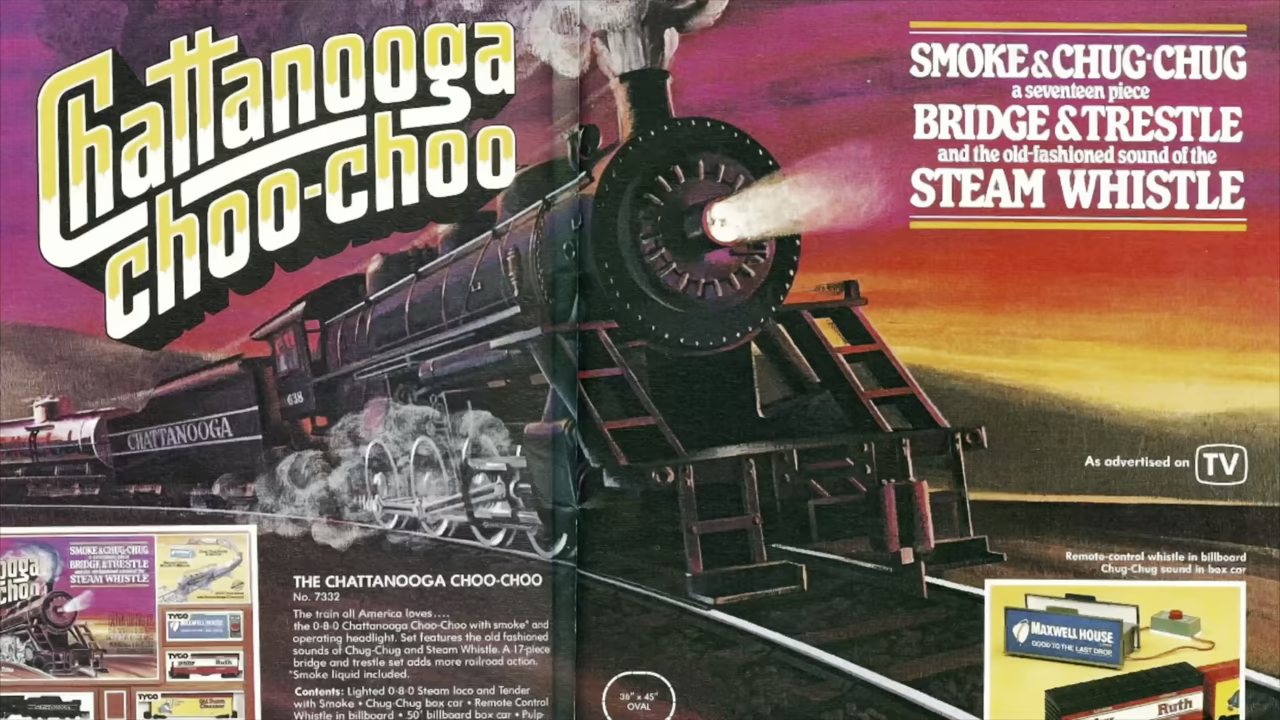 Chattanooga
choo-choo
SMOKE & CHUG-CHUG
a seventeen piece
BRIDGE & TRESTLE
and the old-fashioned sound of the
STEAM WHISTLE
638
CHATTANOOGA
As advertised on TV
Remote-control whistle in billboard
Chug-Chug sound in box car
MAXWELL HOUSE
GOOD TO THE LAST DROP
Ruth
THE CHATTANOOGA CHOO-CHOO
No. 7332
The train all America loves....
the 0-8-0 Chattanooga Choo-Choo with smoke* and
operating headlight. Set features the old fashioned
sounds of Chug-Chug and Steam Whistle. A 17-piece
bridge and trestle set adds more railroad action.
*Smoke liquid included.
Contents: Lighted 0-8-0 Steam loco and Tender
with Smoke • Chug-Chug box car • Remote Control
Whistle in billboard • 50' billboard box car • Pulp-
36" x 45"
OVAL
ooga
choo
SMOKE & CHUG-CHUG
BRIDGE & TRESTLE
STEAM WHISTLE
TYCO
MAXWELL HOUSE
TYCO
Ruth
TYCO